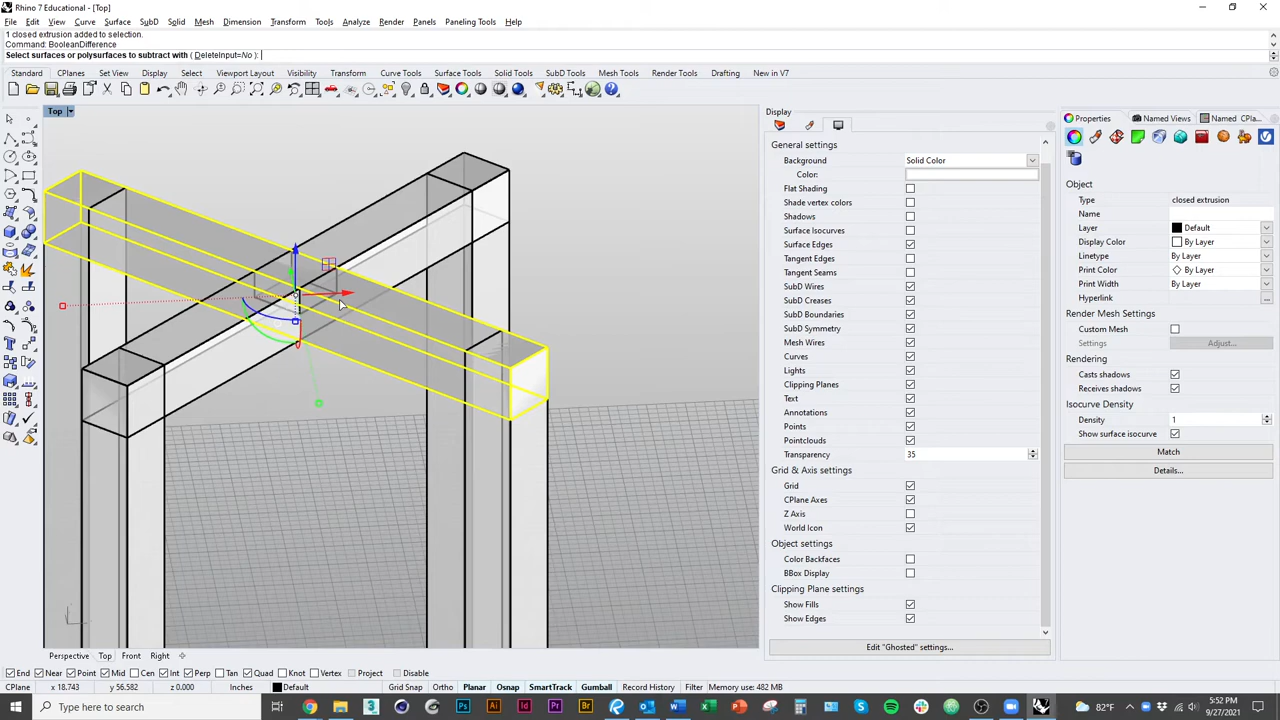 Rhino 7 Educational - [Top]
File Edit View Curve Surface SubD Solid Mesh Dimension Transform Tools Analyze Render Panels Paneling Tools Help
1 closed extrusion added to selection.
Command: BooleanDifference
Select surfaces or polysurfaces to subtract with ( DeleteInput=No ):
Standard CPlanes Set View Display Select Viewport Layout Visibility Transform Curve Tools Surface Tools Solid Tools SubD Tools Mesh Tools Render Tools Drafting New in V7
Top
Display
General settings
Background Solid Color
Color:
Flat Shading
Shade vertex colors
Shadows
Surface Isocurves
Surface Edges
Tangent Edges
Tangent Seams
SubD Wires
SubD Creases
SubD Boundaries
SubD Symmetry
Mesh Wires
Curves
Lights
Clipping Planes
Text
Annotations
Points
Pointclouds
Transparency 35
Grid & Axis settings
Grid
CPlane Axes
Z Axis
World Icon
Object settings
Color Backfaces
BBox Display
Clipping Plane settings
Show Fills
Show Edges
Edit "Ghosted" settings...
Properties Named Views Named CPla...
Object
Type closed extrusion
Name
Layer Default
Display Color By Layer
Linetype By Layer
Print Color By Layer
Print Width By Layer
Hyperlink ...
Render Mesh Settings
Custom Mesh
Settings Adjust...
Rendering
Casts shadows
Receives shadows
Isocurve Density
Density 1
Show surface isocurve
Match
Details...
Perspective Top Front Right
End Near Point Mid Cen Int Perp Tan Quad Knot Vertex Project Disable
CPlane x 18.743 y 56.582 z 0.000 Inches Default Grid Snap Ortho Planar Osnap SmartTrack Gumball Record History Filter Memory use: 482 MB
Type here to search
82°F
5:52 PM
9/27/2021